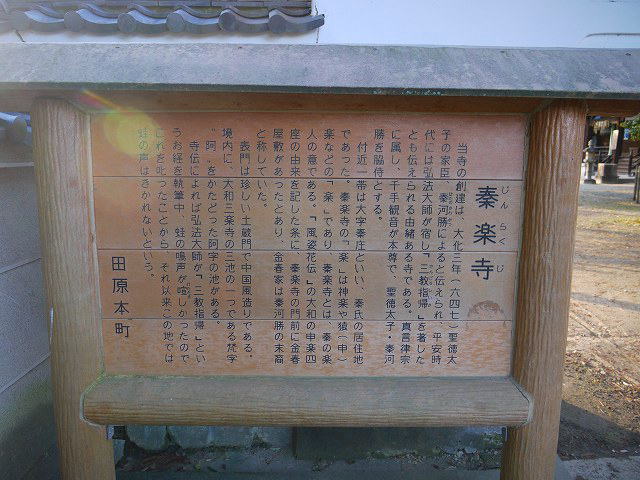 じんらくじ
秦楽寺
当寺の創建は、大化三年(六四七)聖徳太
子の家臣、秦河勝によると伝えられ、平安時
代には弘法大師が宿し「三教指帰」を著した
とも伝えられる由緒ある寺である。真言律宗
に属し、千手観音が本尊で、聖徳太子・秦河
勝を脇侍とする。
付近一帯は大字秦庄といい、秦氏の居住地
であった。秦楽寺の「楽」は神楽や猿(申)
楽などの「楽」であり、秦楽寺とは、秦の楽
人の意である。「風姿花伝」の大和の申楽四
座の由来を記した条に、秦楽寺の門前に金春
屋敷があったとあり、金春家は秦河勝の末裔
と称していた。
表門は珍しい土蔵門で中国風造りである。
境内に、大和三楽寺の三池の一つである梵字
"阿"をかたどった阿字の池がある。
寺伝によれば弘法大師が「三教指帰」とい
うお経を執筆中、蛙の鳴声が喧しかったので
これを叱ったことから、それ以来この地では
蛙の声はきかれないという。
田原本町